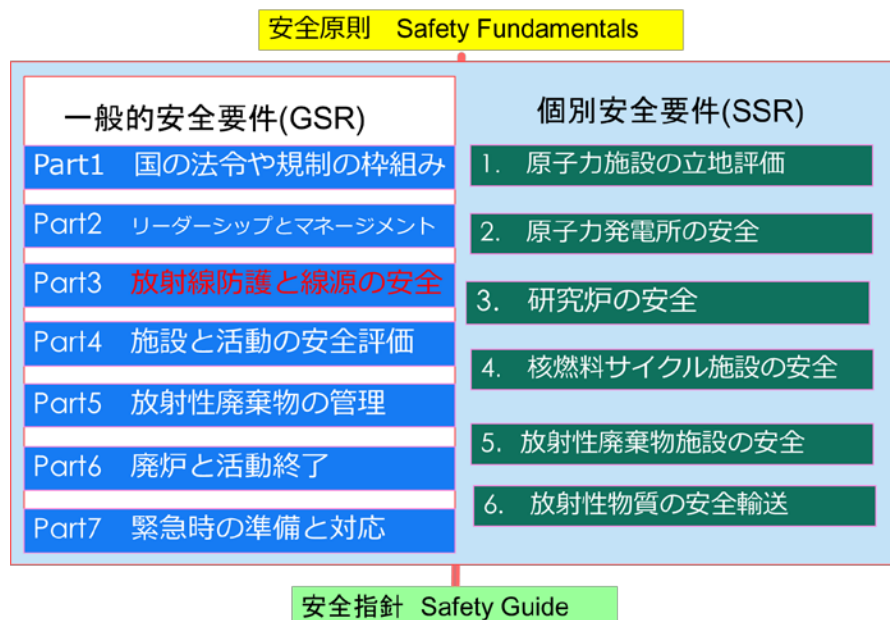 安全原則 Safety Fundamentals
一般的安全要件(GSR)
Part1 国の法令や規制の枠組み
Part2 リーダーシップとマネージメント
Part3 放射線防護と線源の安全
Part4 施設と活動の安全評価
Part5 放射性廃棄物の管理
Part6 廃炉と活動終了
Part7 緊急時の準備と対応
個別安全要件(SSR)
1. 原子力施設の立地評価
2. 原子力発電所の安全
3. 研究炉の安全
4. 核燃料サイクル施設の安全
5. 放射性廃棄物施設の安全
6. 放射性物質の安全輸送
安全指針 Safety Guide